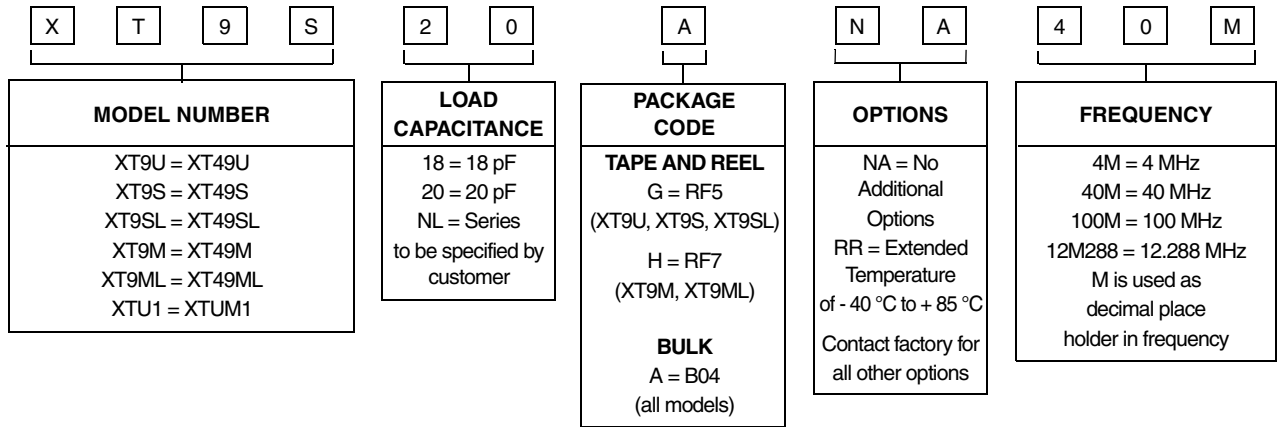 X T 9 S 2 0 A N A 4 0 M
MODEL NUMBER
XT9U = XT49U
XT9S = XT49S
XT9SL = XT49SL
XT9M = XT49M
XT9ML = XT49ML
XTU1 = XTUM1
LOAD
CAPACITANCE
18 = 18 pF
20 = 20 pF
NL = Series
to be specified by
customer
PACKAGE
CODE
TAPE AND REEL
G = RF5
(XT9U, XT9S, XT9SL)
H = RF7
(XT9M, XT9ML)
BULK
A = B04
(all models)
OPTIONS
NA = No
Additional
Options
RR = Extended
Temperature
of - 40 °C to + 85 °C
Contact factory for
all other options
FREQUENCY
4M = 4 MHz
40M = 40 MHz
100M = 100 MHz
12M288 = 12.288 MHz
M is used as
decimal place
holder in frequency